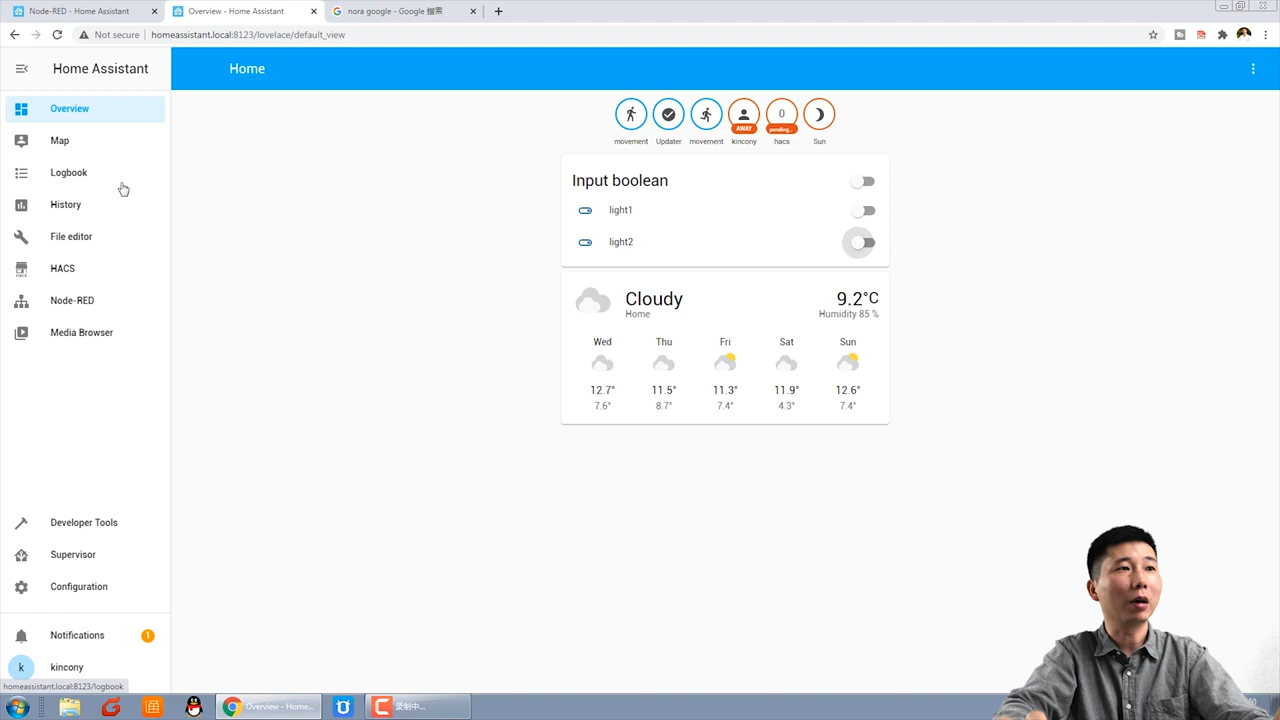 Node-RED - Home Assistant
Overview - Home Assistant
nora google - Google 搜索
Not secure
homeassistant.local:8123/lovelace/default_view
Home Assistant
Home
Overview
Map
Logbook
History
File editor
HACS
Node-RED
Media Browser
Developer Tools
Supervisor
Configuration
Notifications
1
k
kincony
homeassistant.local:8123/logbook
AWAY
0
pending...
movement
Updater
movement
kincony
hacs
Sun
Input boolean
light1
light2
Cloudy
9.2°C
Home
Humidity 85 %
Wed
Thu
Fri
Sat
Sun
12.7°
11.5°
11.3°
11.9°
12.6°
7.6°
8.7°
7.4°
4.3°
7.4°
Overview - Home...
录制中...